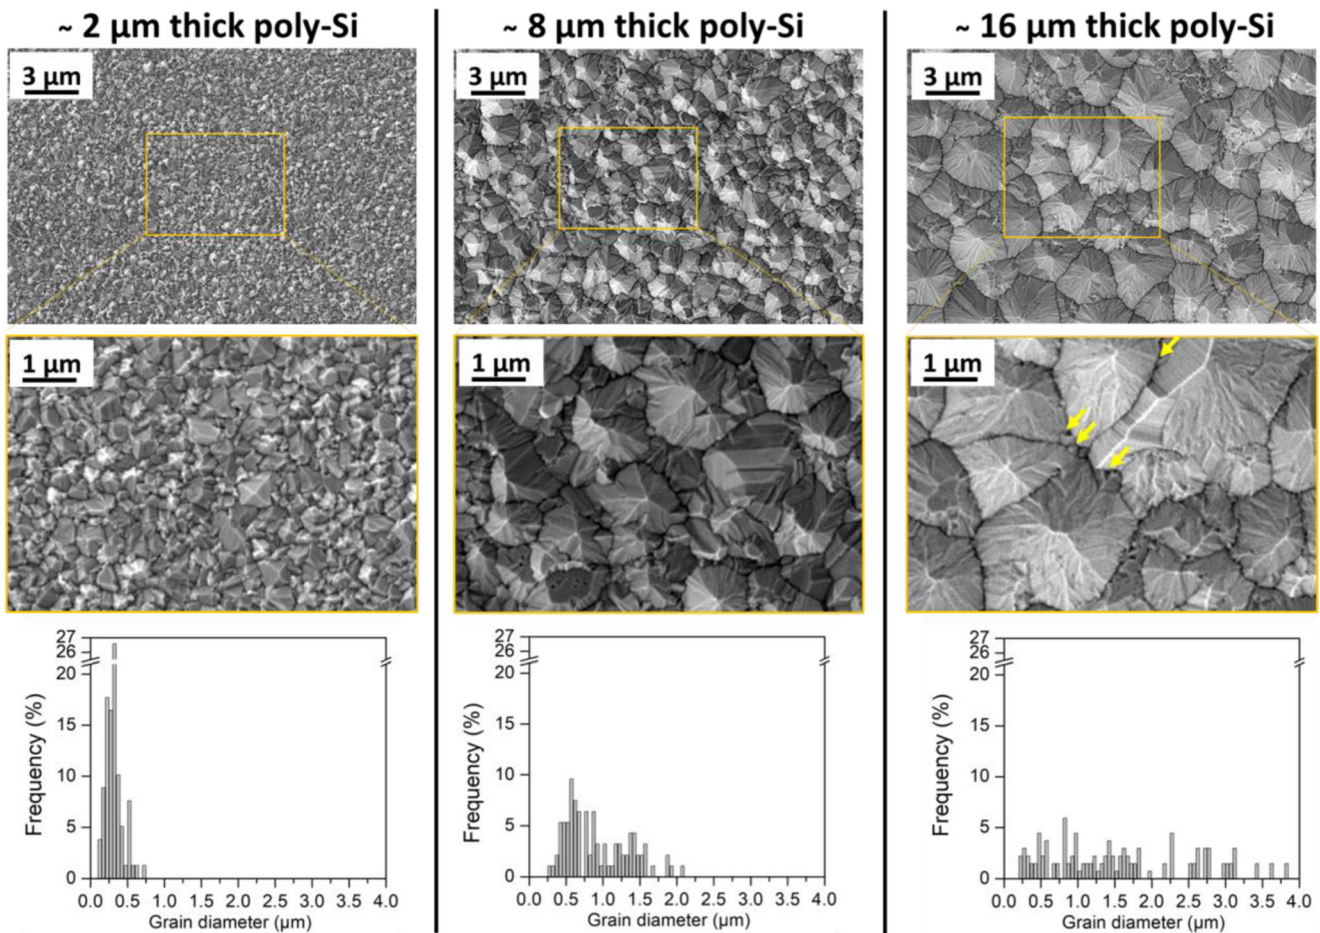 ~ 2 µm thick poly-Si
~ 8 µm thick poly-Si
~ 16 µm thick poly-Si
3 µm
3 µm
3 µm
1 µm
1 µm
1 µm
27
26
20
15
10
5
0
Frequency (%)
0.0 0.5 1.0 1.5 2.0 2.5 3.0 3.5 4.0
Grain diameter (µm)
27
26
20
15
10
5
0
Frequency (%)
0.0 0.5 1.0 1.5 2.0 2.5 3.0 3.5 4.0
Grain diameter (µm)
27
26
20
15
10
5
0
Frequency (%)
0.0 0.5 1.0 1.5 2.0 2.5 3.0 3.5 4.0
Grain diameter (µm)